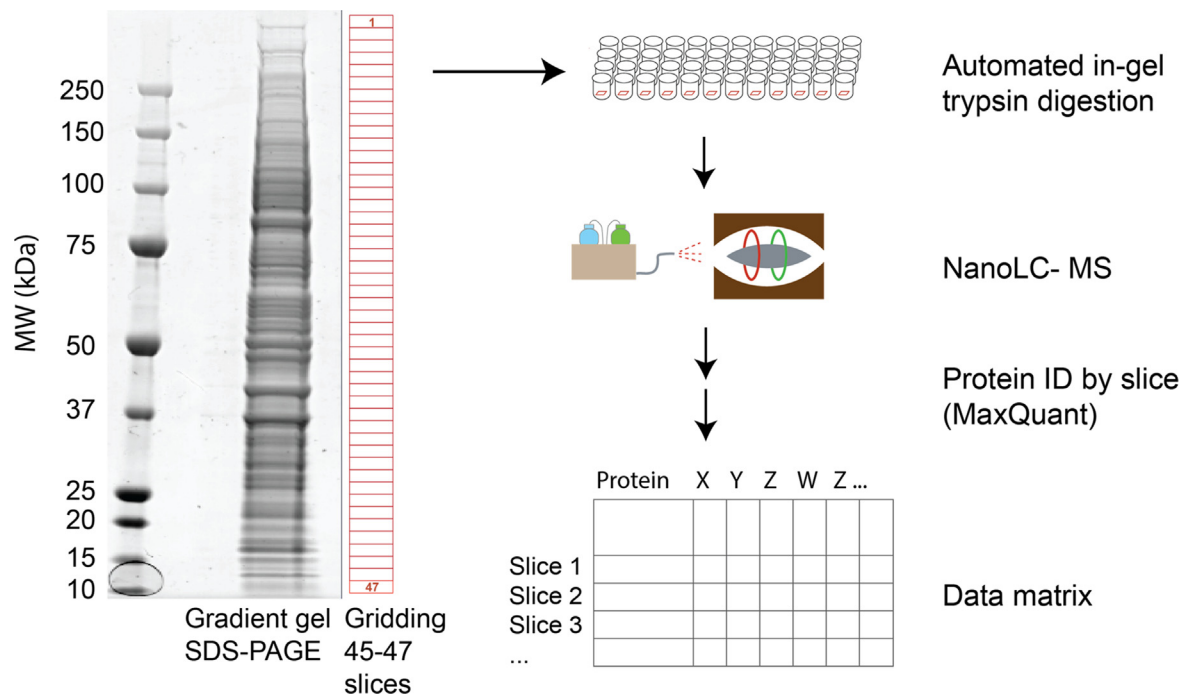 1
250
150
100
75
50
37
25
20
15
10
MW (kDa)
47
Gradient gel
SDS-PAGE
Gridding
45-47
slices
Automated in-gel
trypsin digestion
NanoLC- MS
Protein ID by slice
(MaxQuant)
Protein X Y Z W Z ...
Slice 1
Slice 2
Slice 3
...
Data matrix